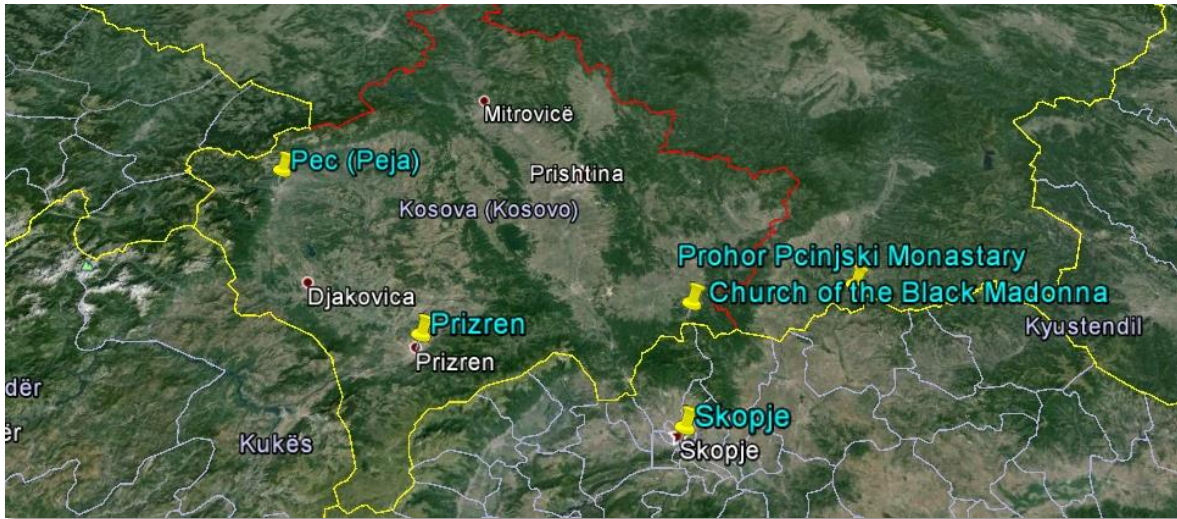 Mitrovicë
Pec (Peja)
Prishtina
Kosova (Kosovo)
Prohor Pcinjski Monastary
Djakovica
Church of the Black Madonna
Prizren
Kyustendil
Prizren
dër
Skopje
ër
Kukës
Skopje